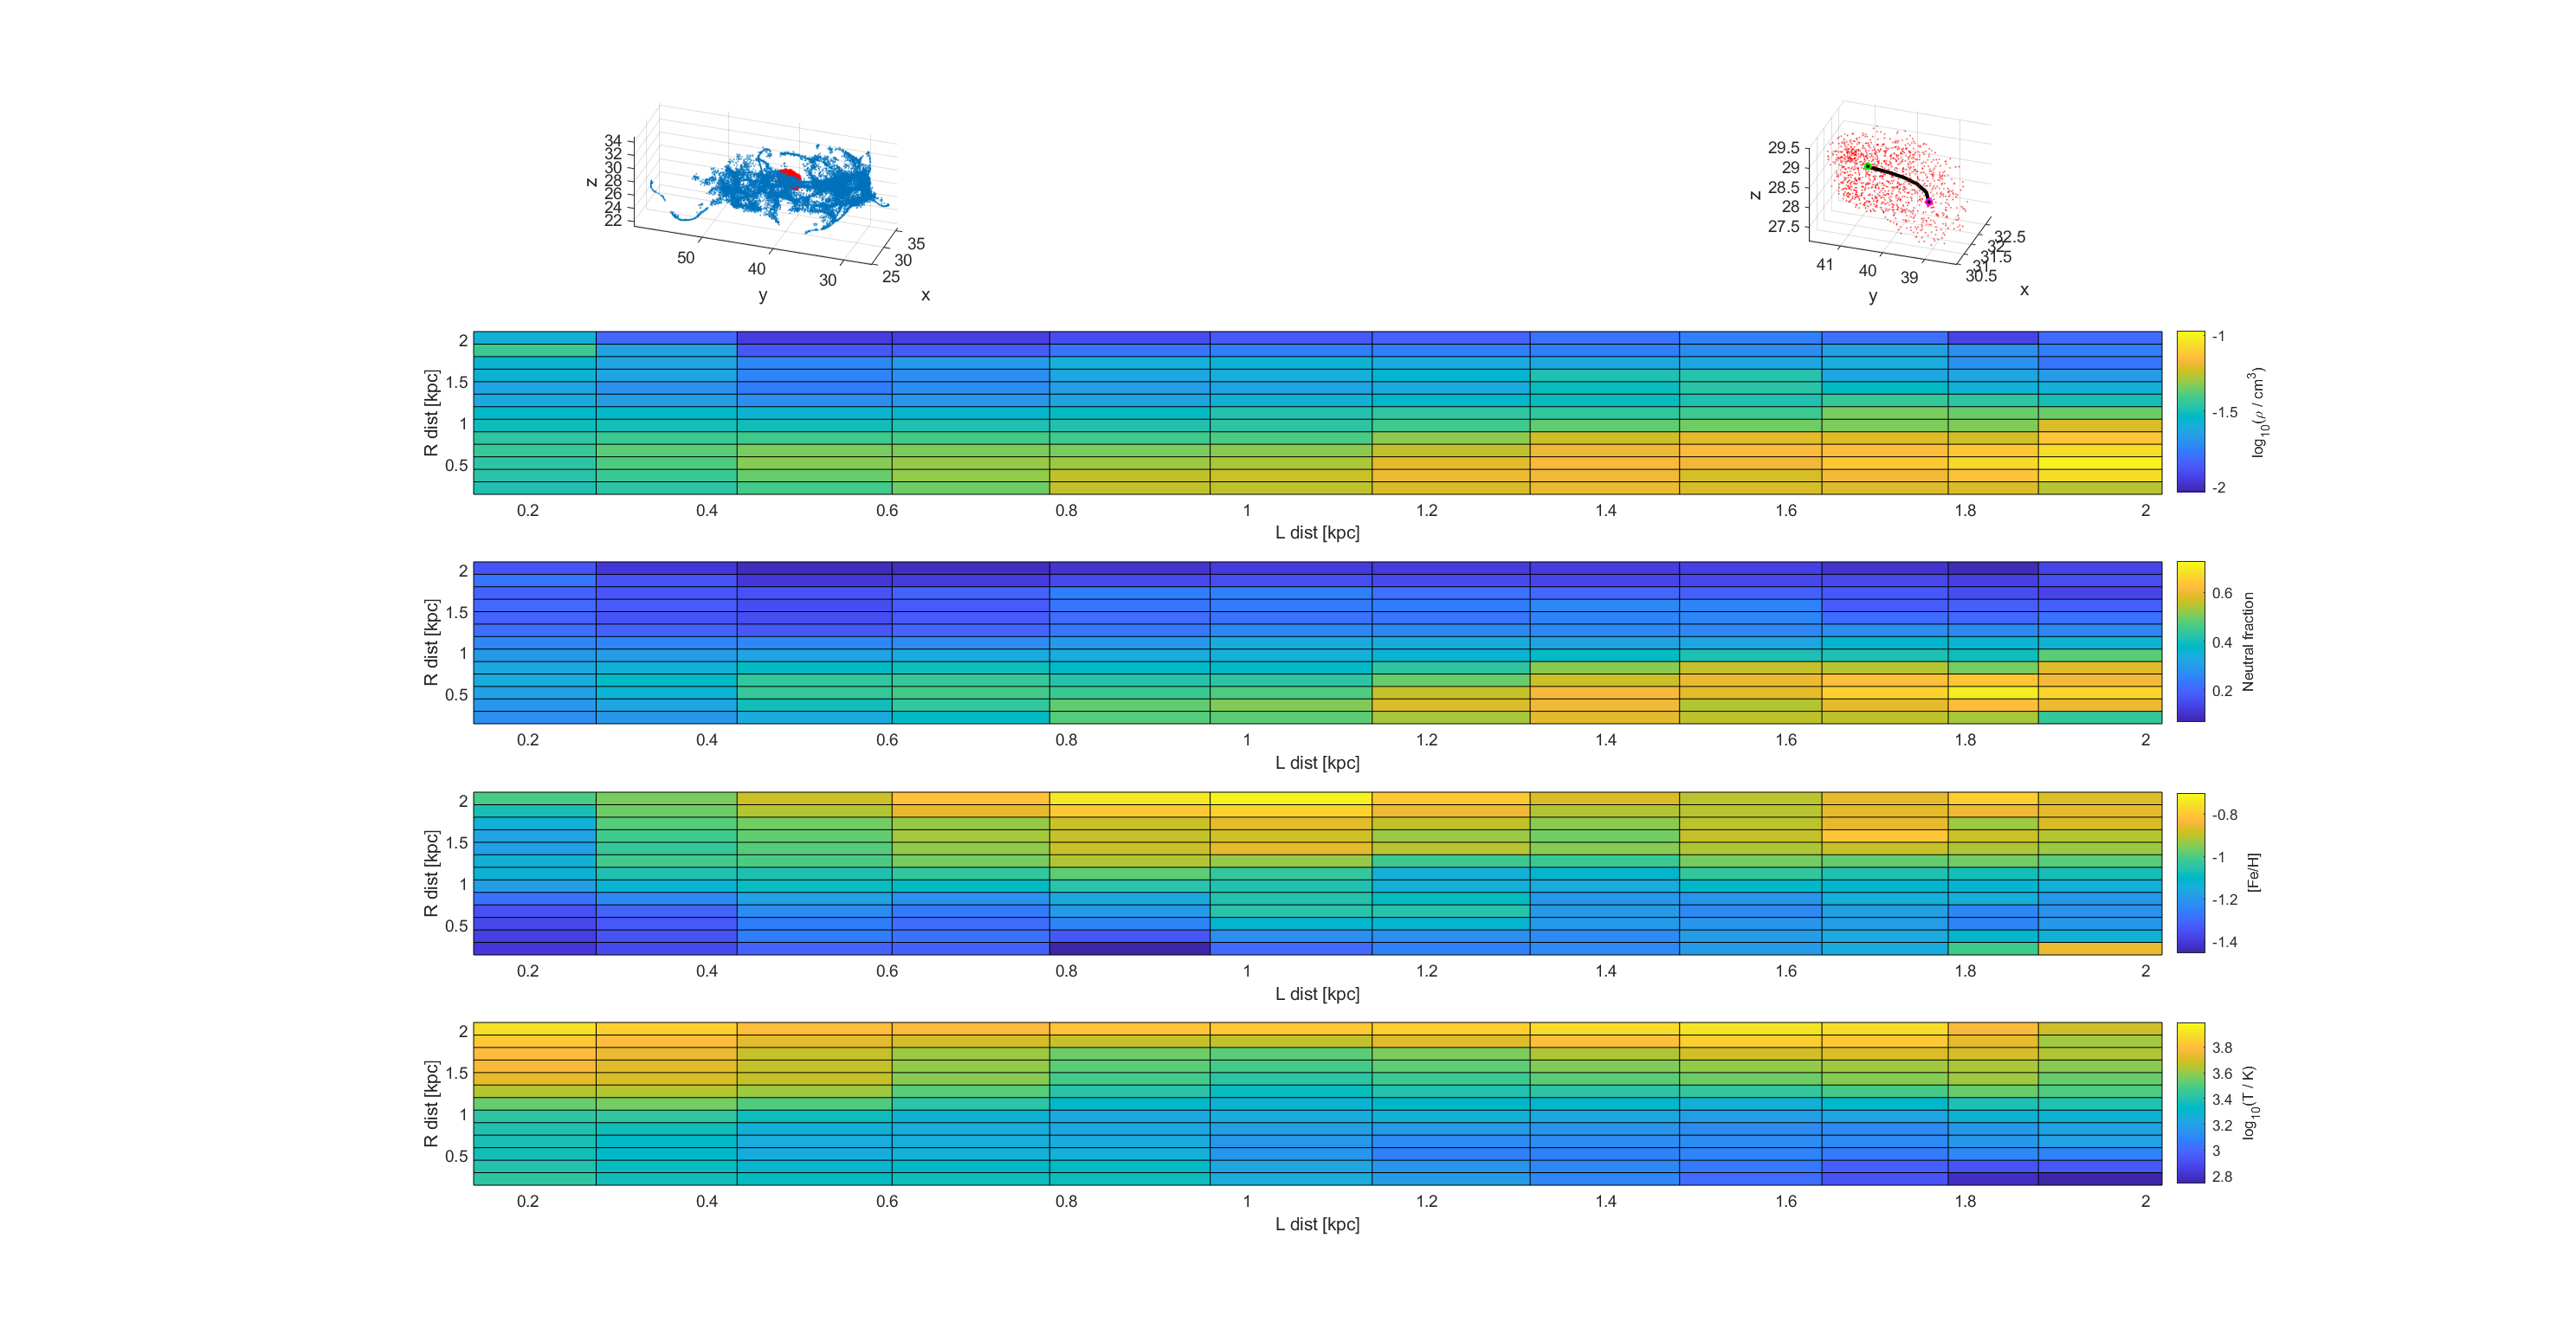 34
32
30
28
26
24
22
z
50
40
30
y
35
30
25
x
29.5
29
28.5
28
27.5
z
41
40
39
y
32.5
32
31.5
31
30.5
x
2
1.5
1
0.5
R dist [kpc]
0.2 0.4 0.6 0.8 1 1.2 1.4 1.6 1.8 2
L dist [kpc]
-1
-1.5
-2
log10(ρ / cm3)
2
1.5
1
0.5
R dist [kpc]
0.2 0.4 0.6 0.8 1 1.2 1.4 1.6 1.8 2
L dist [kpc]
0.6
0.4
0.2
Neutral fraction
2
1.5
1
0.5
R dist [kpc]
0.2 0.4 0.6 0.8 1 1.2 1.4 1.6 1.8 2
L dist [kpc]
-0.8
-1
-1.2
-1.4
[Fe/H]
2
1.5
1
0.5
R dist [kpc]
0.2 0.4 0.6 0.8 1 1.2 1.4 1.6 1.8 2
L dist [kpc]
3.8
3.6
3.4
3.2
3
2.8
log10(T / K)